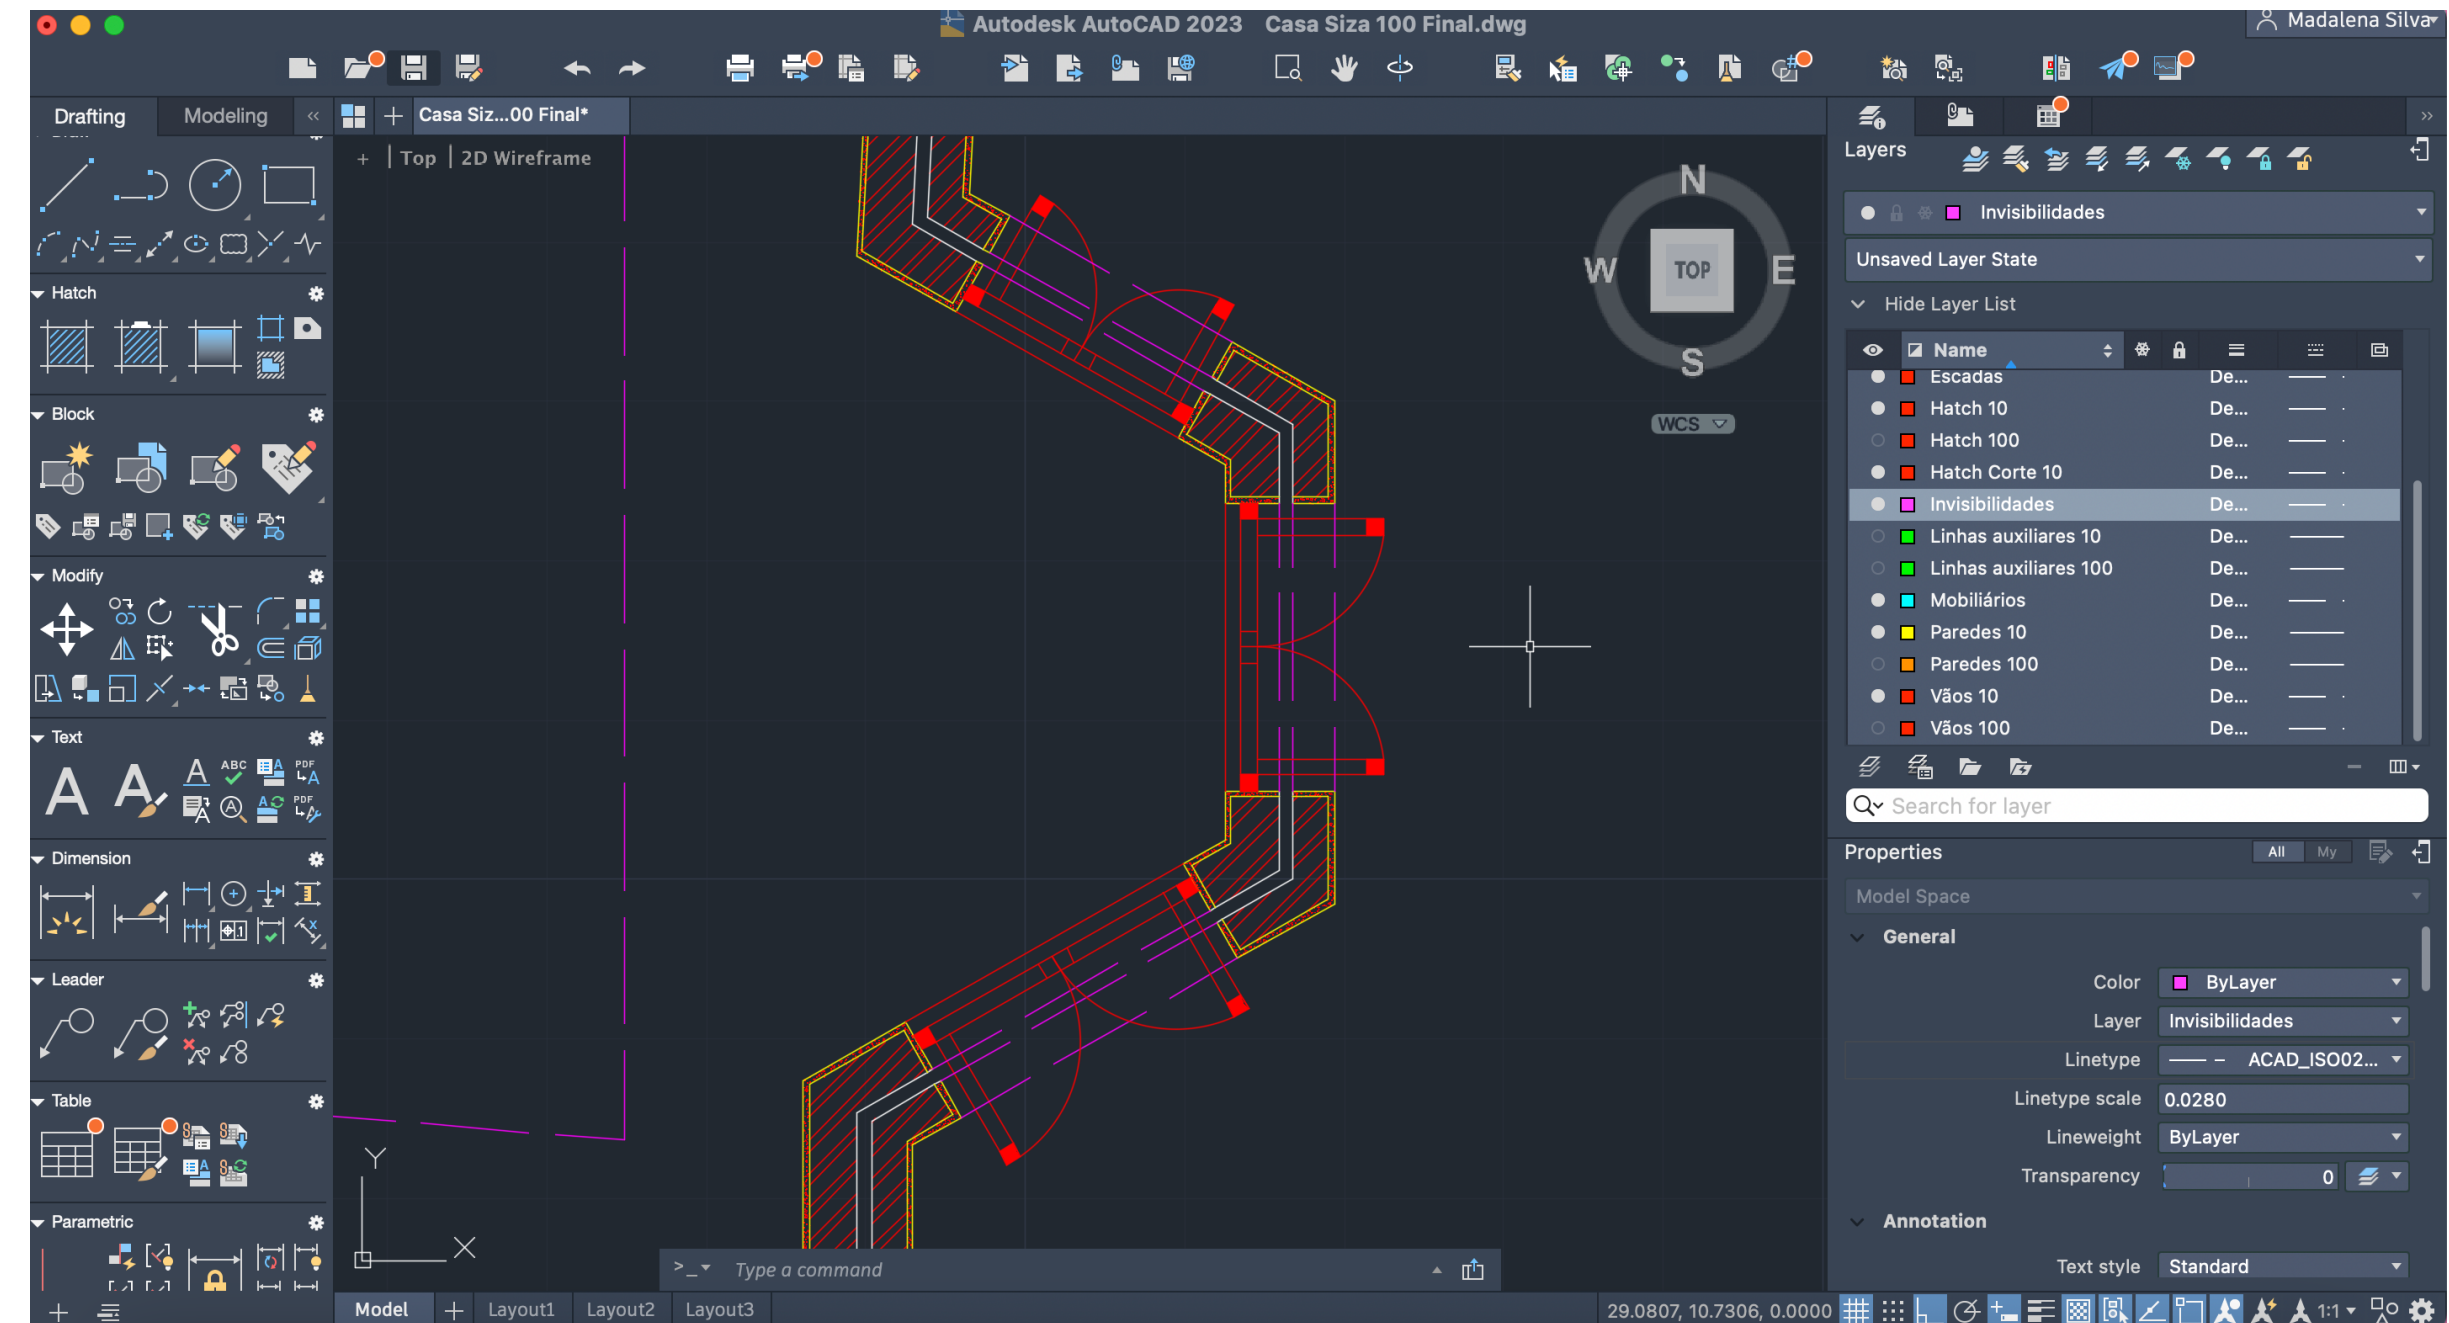 Autodesk AutoCAD 2023 Casa Siza 100 Final.dwg
Madalena Silva
Drafting
Modeling
Casa Siz...00 Final*
+ | Top | 2D Wireframe
Hatch
Block
Modify
Text
A A A ABC A PDF A
Dimension
Leader
Table
Parametric
N
W TOP E
S
WCS
Y
X
>_ Type a command
Model
Layout1
Layout2
Layout3
29.0807, 10.7306, 0.0000
1:1
Layers
Invisibilidades
Unsaved Layer State
Hide Layer List
Name
Escadas De...
Hatch 10 De...
Hatch 100 De...
Hatch Corte 10 De...
Invisibilidades De...
Linhas auxiliares 10 De...
Linhas auxiliares 100 De...
Mobiliários De...
Paredes 10 De...
Paredes 100 De...
Vãos 10 De...
Vãos 100 De...
Search for layer
Properties All My
Model Space
General
Color ByLayer
Layer Invisibilidades
Linetype ACAD_ISO02...
Linetype scale 0.0280
Lineweight ByLayer
Transparency 0
Annotation
Text style Standard